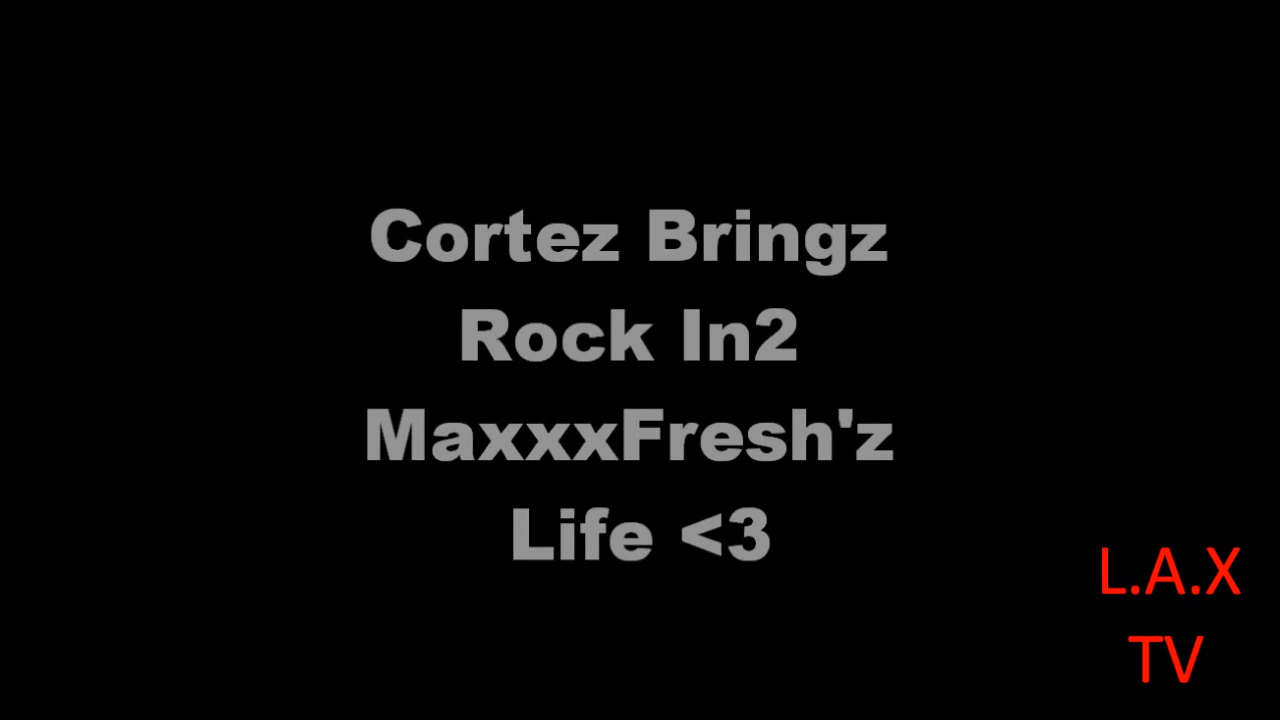 Cortez Bringz
Rock In2
MaxxxFresh'z
Life <3
L.A.X
TV